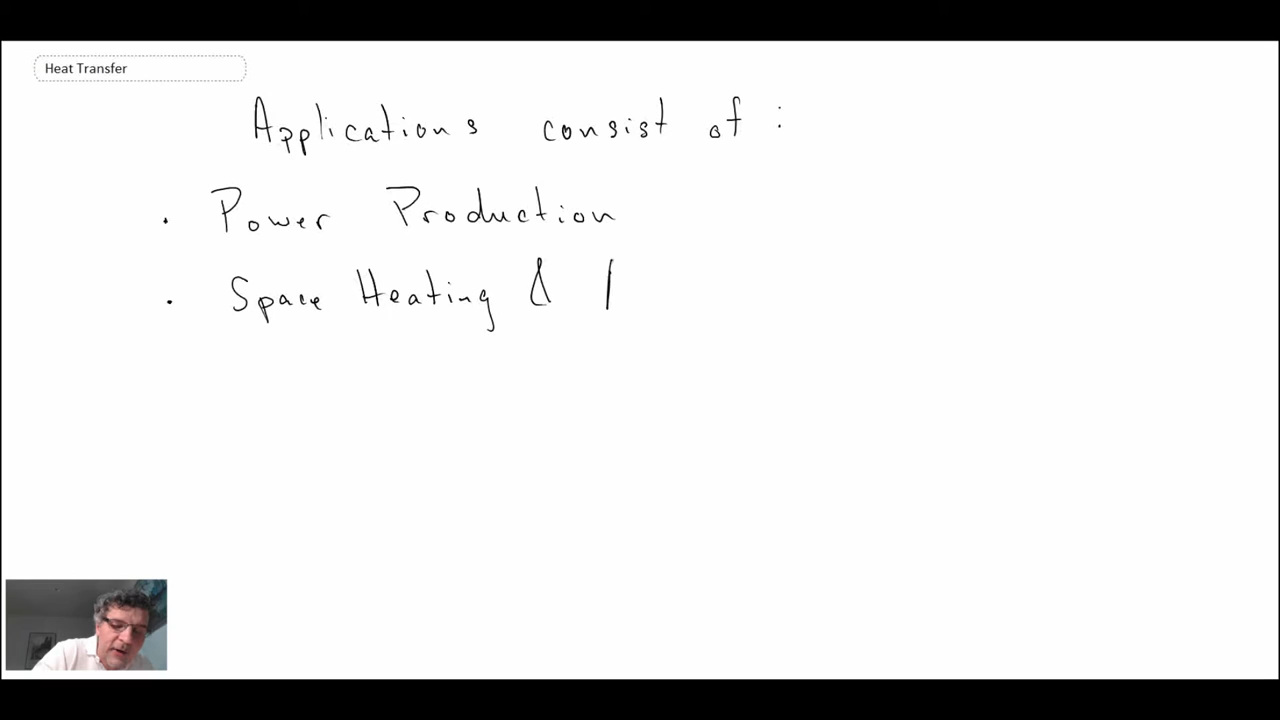 Heat Transfer
Applications consist of :
· Power Production
· Space Heating &